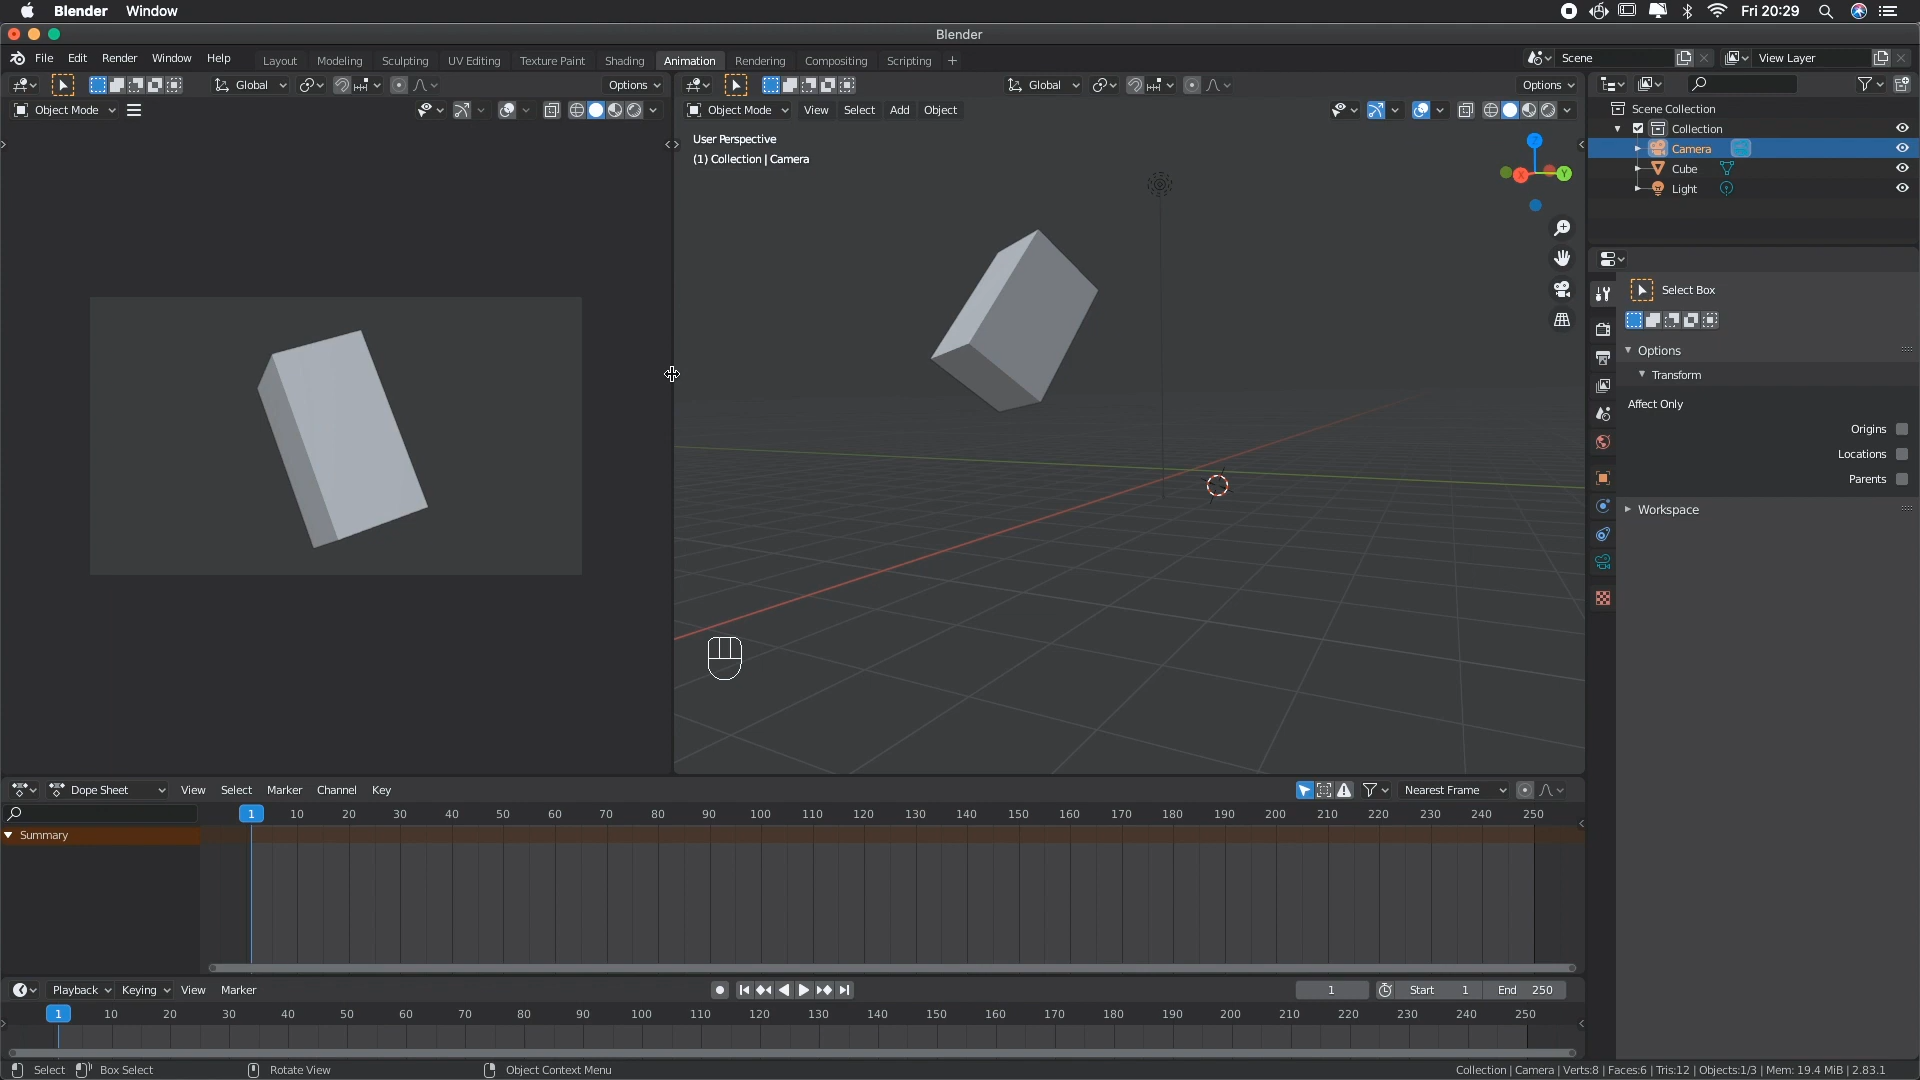 Blender Window Fri 20:29
Blender
File Edit Render Window Help Layout Modeling Sculpting UV Editing Texture Paint Shading Animation Rendering Compositing Scripting + Scene View Layer
Global Options Global Options
Object Mode Object Mode View Select Add Object
Scene Collection
Collection
Camera
Cube
Light
User Perspective
(1) Collection | Camera
Z
X Y
Select Box
Options
Transform
Affect Only
Origins
Locations
Parents
Workspace
Dope Sheet View Select Marker Channel Key Nearest Frame
1 10 20 30 40 50 60 70 80 90 100 110 120 130 140 150 160 170 180 190 200 210 220 230 240 250
Summary
Playback Keying View Marker 1 Start 1 End 250
1 10 20 30 40 50 60 70 80 90 100 110 120 130 140 150 160 170 180 190 200 210 220 230 240 250
Select Box Select Rotate View Object Context Menu Collection | Camera | Verts:8 | Faces:6 | Tris:12 | Objects:1/3 | Mem: 19.4 MiB | 2.83.1